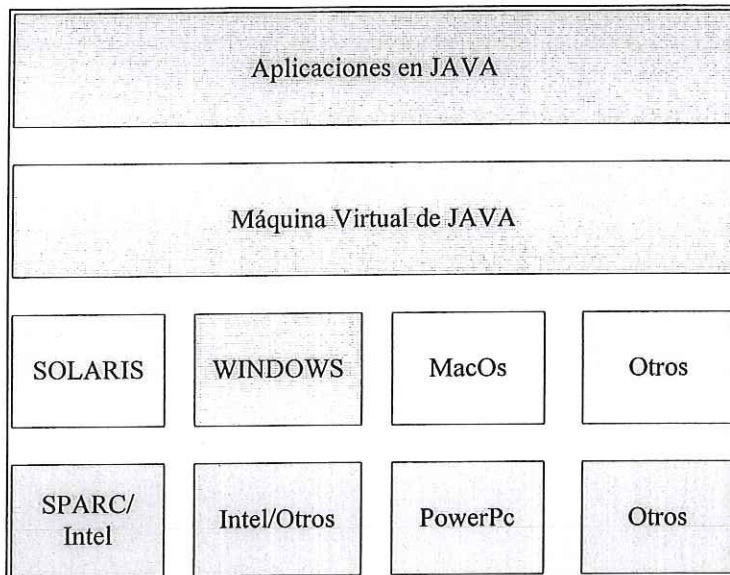 Aplicaciones en JAVA
Máquina Virtual de JAVA
SOLARIS
WINDOWS
MacOs
Otros
SPARC/
Intel
Intel/Otros
PowerPc
Otros